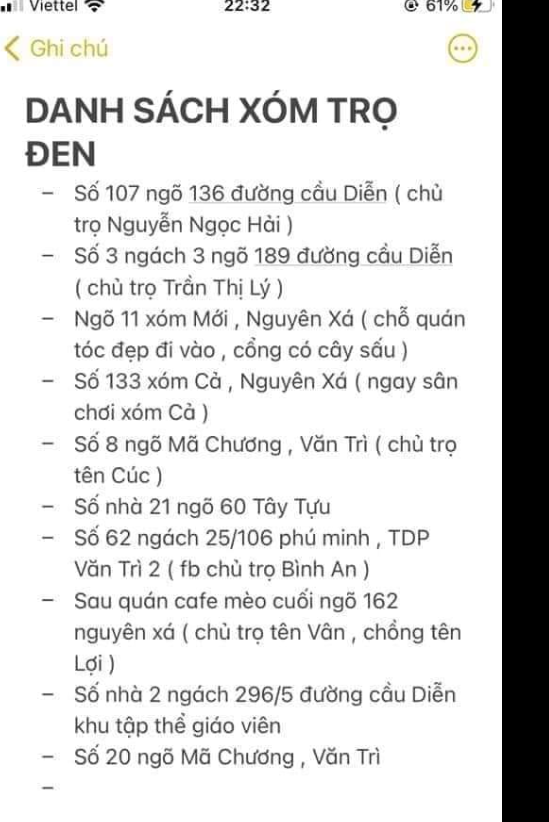 Viettel 22:32 61%
Ghi chú
DANH SÁCH XÓM TRỌ
ĐEN
– Số 107 ngõ 136 đường cầu Diễn ( chủ
trọ Nguyễn Ngọc Hải )
– Số 3 ngách 3 ngõ 189 đường cầu Diễn
( chủ trọ Trần Thị Lý )
– Ngõ 11 xóm Mới , Nguyên Xá ( chỗ quán
tóc đẹp đi vào , cổng có cây sấu )
– Số 133 xóm Cả , Nguyên Xá ( ngay sân
chơi xóm Cả )
– Số 8 ngõ Mã Chương , Văn Trì ( chủ trọ
tên Cúc )
– Số nhà 21 ngõ 60 Tây Tựu
– Số 62 ngách 25/106 phú minh , TDP
Văn Trì 2 ( fb chủ trọ Bình An )
– Sau quán cafe mèo cuối ngõ 162
nguyên xá ( chủ trọ tên Vân , chồng tên
Lợi )
– Số nhà 2 ngách 296/5 đường cầu Diễn
khu tập thể giáo viên
– Số 20 ngõ Mã Chương , Văn Trì
–